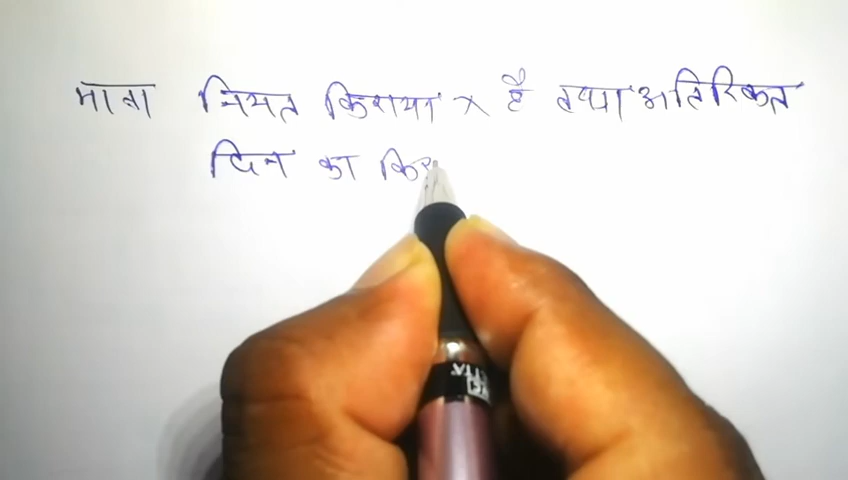 माना नियत किराया x है तथा अतिरिक्त
दिन का